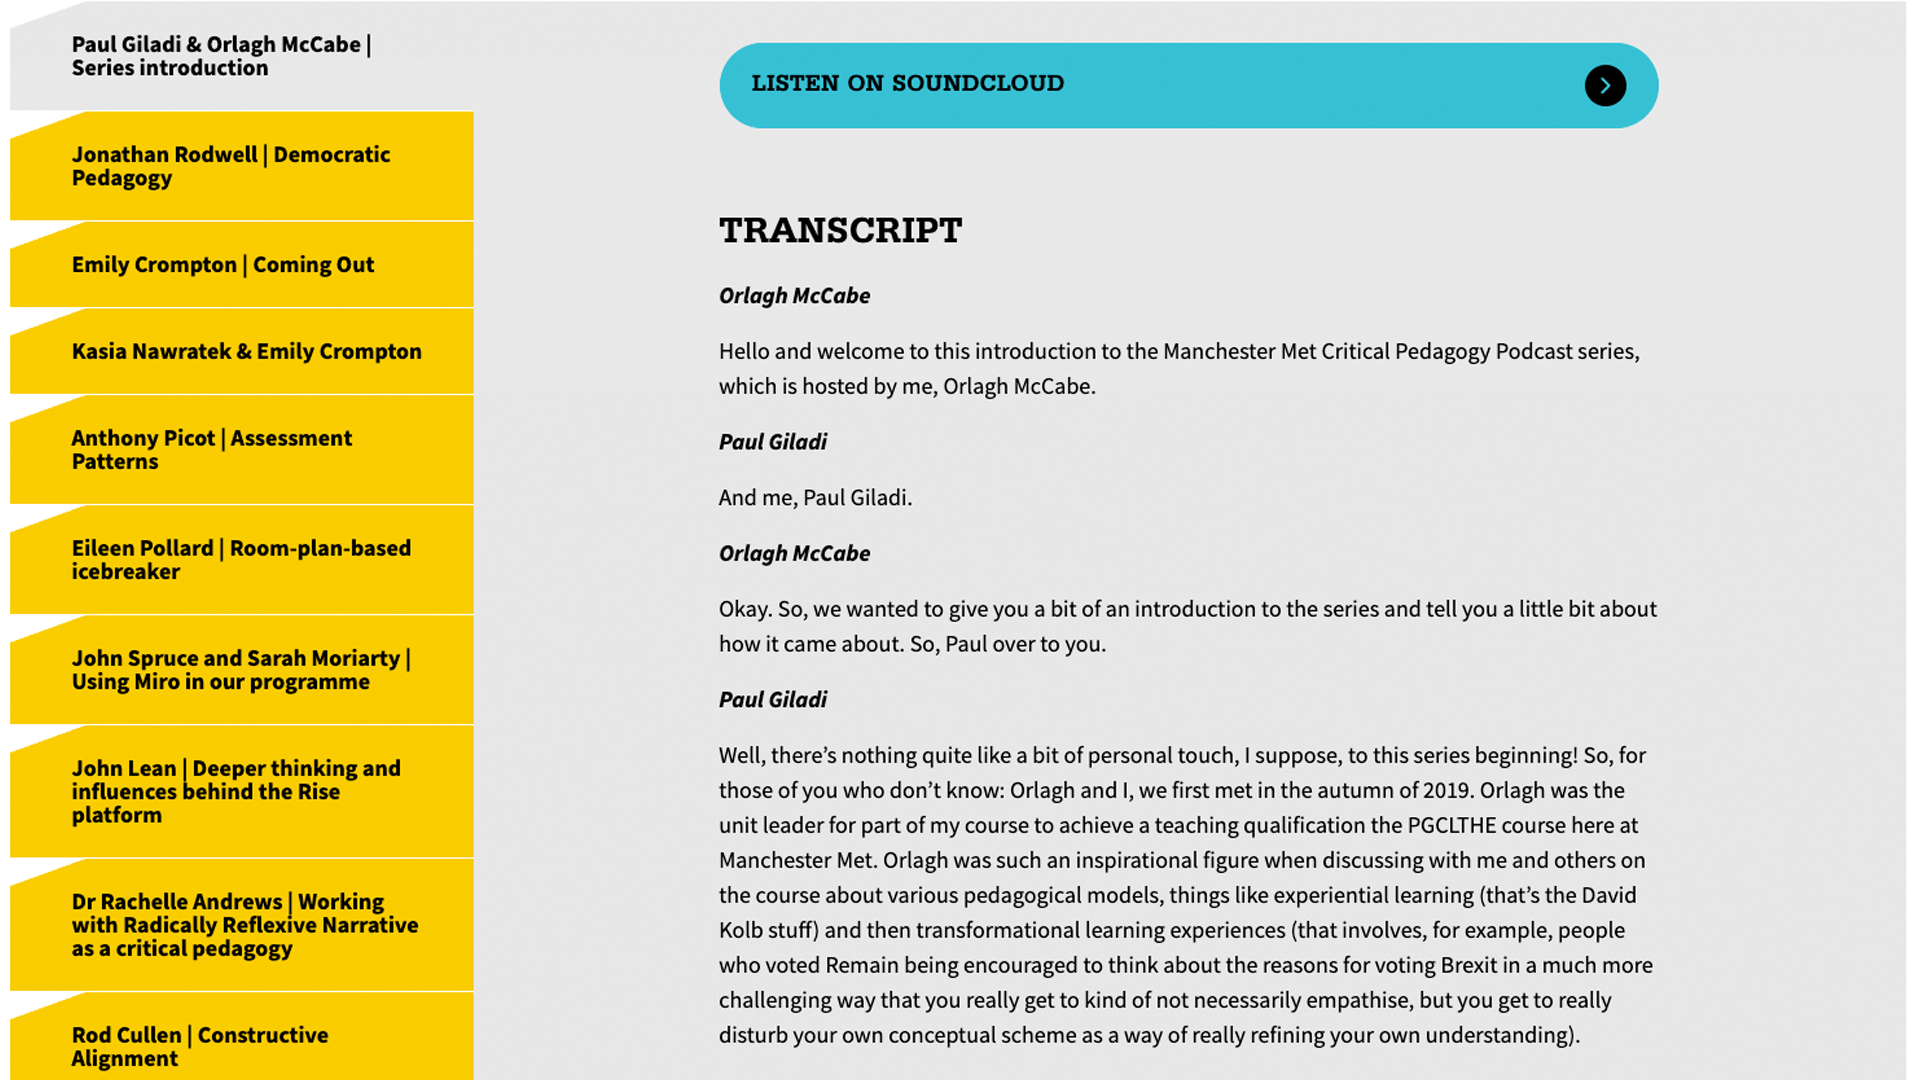 Paul Giladi & Orlagh McCabe |
Series introduction
Jonathan Rodwell | Democratic
Pedagogy
Emily Crompton | Coming Out
Kasia Nawratek & Emily Crompton
Anthony Picot | Assessment
Patterns
Eileen Pollard | Room-plan-based
icebreaker
John Spruce and Sarah Moriarty |
Using Miro in our programme
John Lean | Deeper thinking and
influences behind the Rise
platform
Dr Rachelle Andrews | Working
with Radically Reflexive Narrative
as a critical pedagogy
Rod Cullen | Constructive
Alignment
LISTEN ON SOUNDCLOUD
TRANSCRIPT
Orlagh McCabe
Hello and welcome to this introduction to the Manchester Met Critical Pedagogy Podcast series,
which is hosted by me, Orlagh McCabe.
Paul Giladi
And me, Paul Giladi.
Orlagh McCabe
Okay. So, we wanted to give you a bit of an introduction to the series and tell you a little bit about
how it came about. So, Paul over to you.
Paul Giladi
Well, there’s nothing quite like a bit of personal touch, I suppose, to this series beginning! So, for
those of you who don’t know: Orlagh and I, we first met in the autumn of 2019. Orlagh was the
unit leader for part of my course to achieve a teaching qualification the PGCLTHE course here at
Manchester Met. Orlagh was such an inspirational figure when discussing with me and others on
the course about various pedagogical models, things like experiential learning (that’s the David
Kolb stuff) and then transformational learning experiences (that involves, for example, people
who voted Remain being encouraged to think about the reasons for voting Brexit in a much more
challenging way that you really get to kind of not necessarily empathise, but you get to really
disturb your own conceptual scheme as a way of really refining your own understanding).